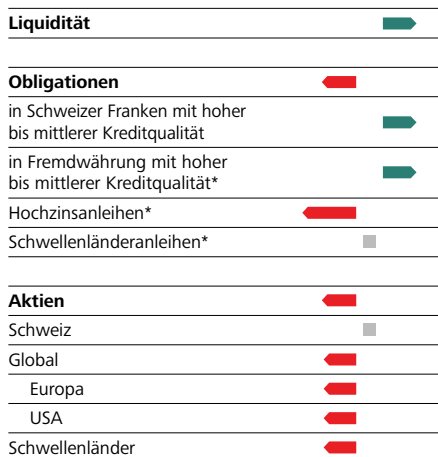 Liquidität
Obligationen
in Schweizer Franken mit hoher
bis mittlerer Kreditqualität
in Fremdwährung mit hoher
bis mittlerer Kreditqualität*
Hochzinsanleihen*
Schwellenländeranleihen*
Aktien
Schweiz
Global
Europa
USA
Schwellenländer